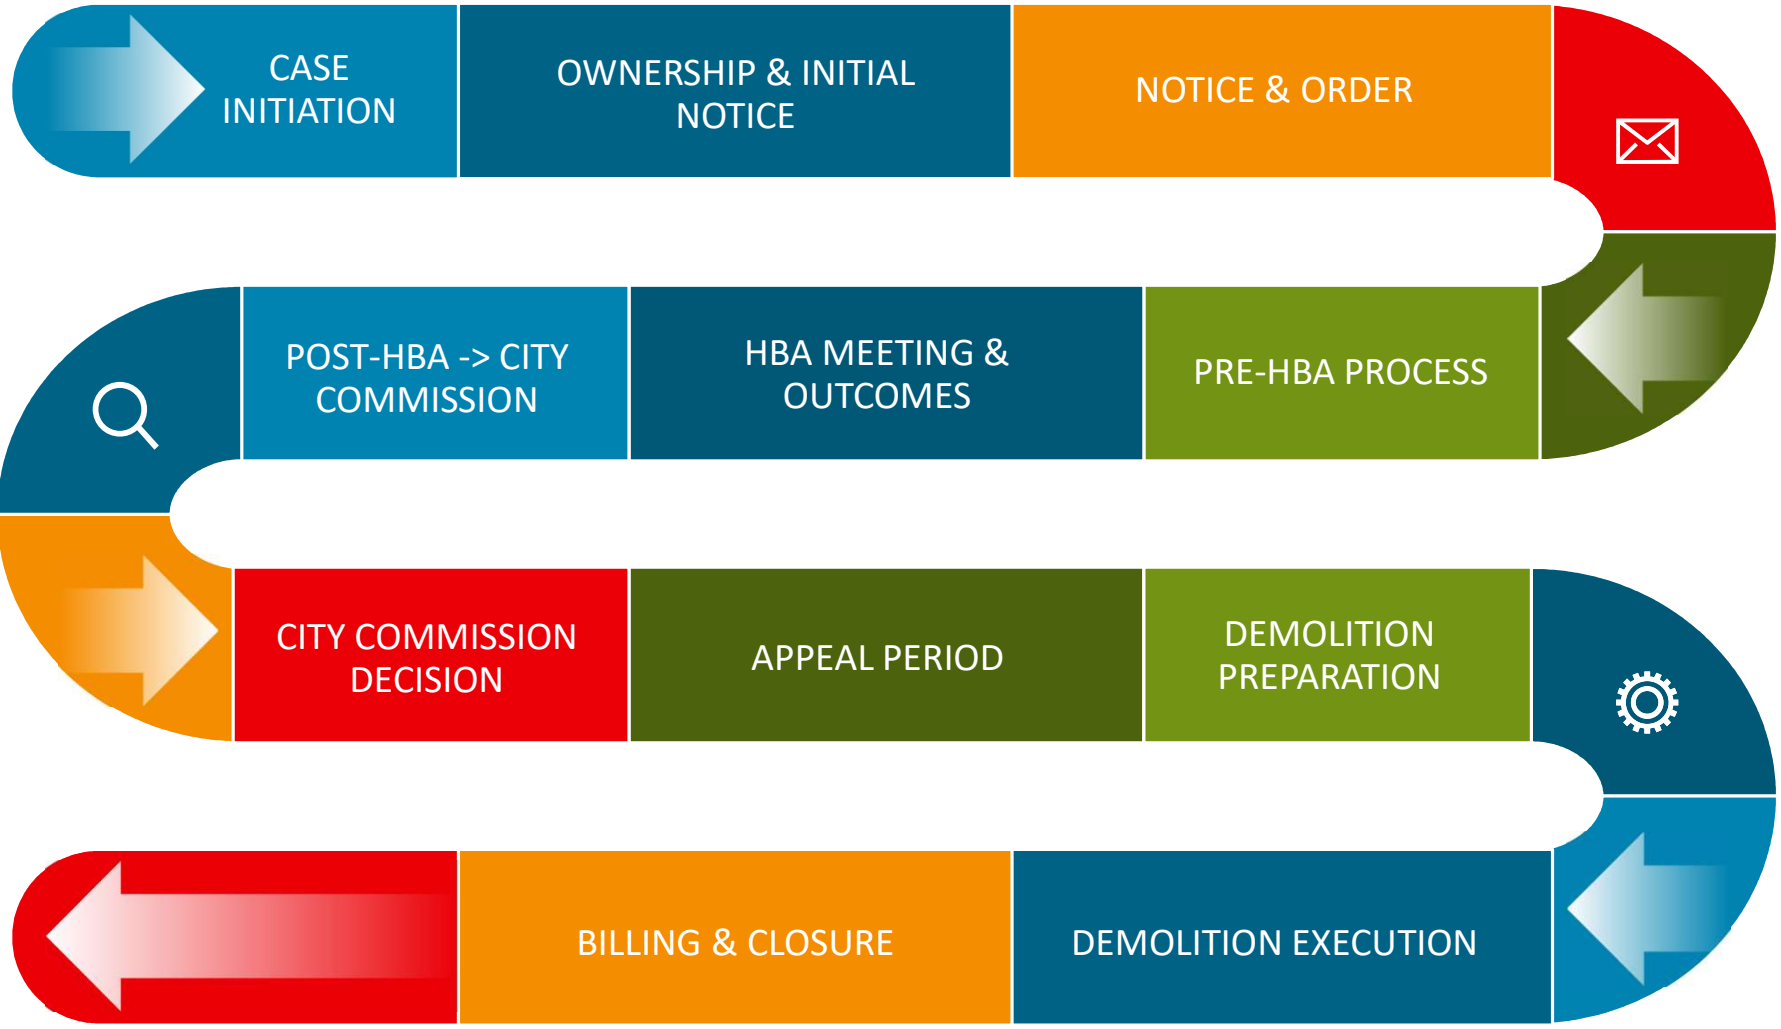 CASE
INITIATION
OWNERSHIP & INITIAL
NOTICE
NOTICE & ORDER
PRE-HBA PROCESS
HBA MEETING &
OUTCOMES
POST-HBA -> CITY
COMMISSION
CITY COMMISSION
DECISION
APPEAL PERIOD
DEMOLITION
PREPARATION
DEMOLITION EXECUTION
BILLING & CLOSURE